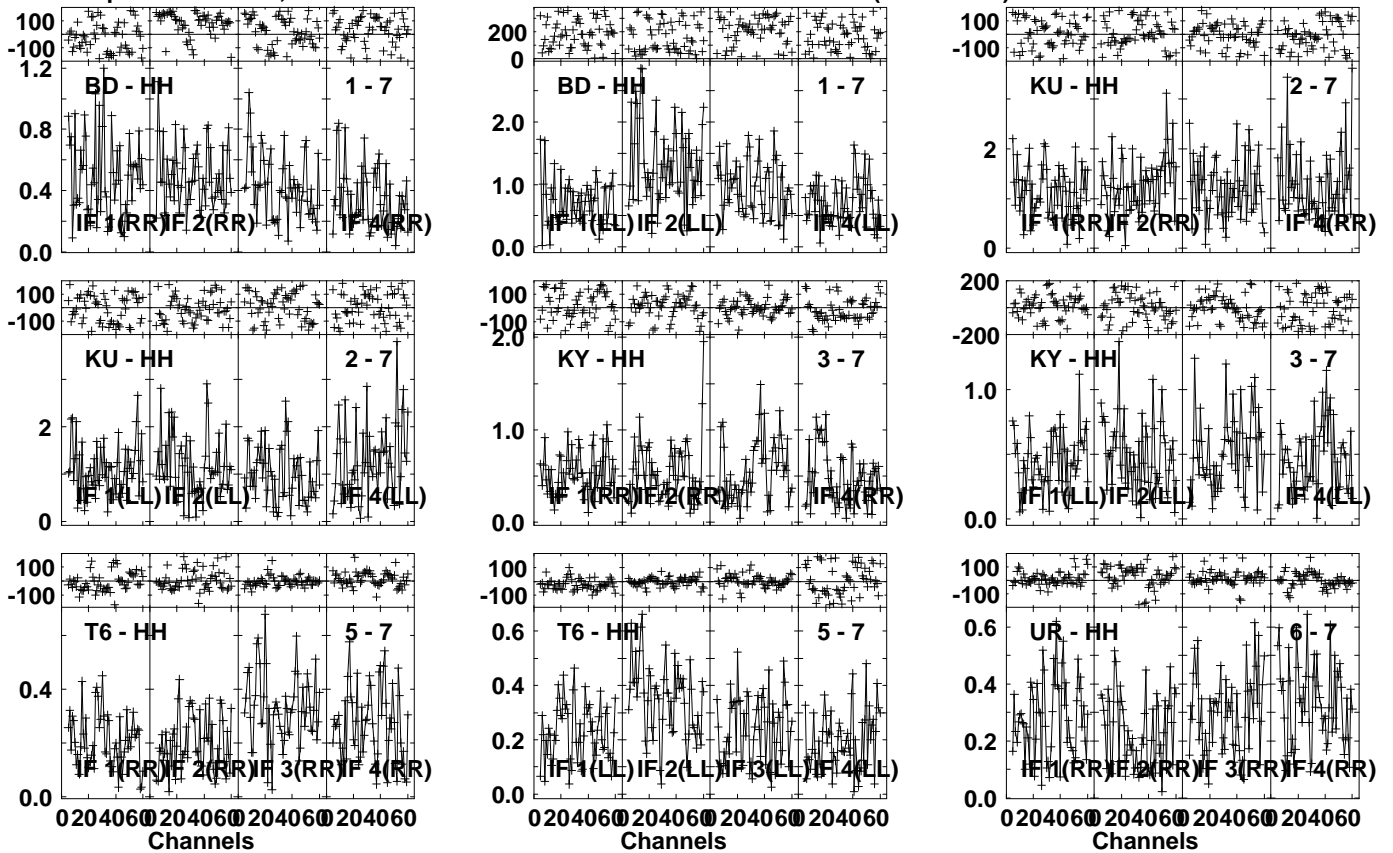 100
-100
BD - HH 1 - 7
1.2
0.8
0.4
0.0
IF 1(RR) IF 2(RR) IF 4(RR)
200
0
BD - HH 1 - 7
2.0
1.0
0.0
IF 1(LL) IF 2(LL) IF 4(LL)
100
-100
KU - HH 2 - 7
2
0
IF 1(RR) IF 2(RR) IF 4(RR)
100
-100
KU - HH 2 - 7
2
0
IF 1(LL) IF 2(LL) IF 4(LL)
100
-100
2.0
KY - HH 3 - 7
1.0
0.0
IF 1(RR) IF 2(RR) IF 4(RR)
200
-200
KY - HH 3 - 7
1.0
0.0
IF 1(LL) IF 2(LL) IF 4(LL)
100
-100
T6 - HH 5 - 7
0.4
0.0
IF 1(RR) IF 2(RR) IF 3(RR) IF 4(RR)
0 20 40 60 0 20 40 60 0 20 40 60 0 20 40 60
Channels
100
-100
T6 - HH 5 - 7
0.6
0.4
0.2
0.0
IF 1(LL) IF 2(LL) IF 3(LL) IF 4(LL)
0 20 40 60 0 20 40 60 0 20 40 60 0 20 40 60
Channels
100
-100
UR - HH 6 - 7
0.6
0.4
0.2
0.0
IF 1(RR) IF 2(RR) IF 3(RR) IF 4(RR)
0 20 40 60 0 20 40 60 0 20 40 60 0 20 40 60
Channels